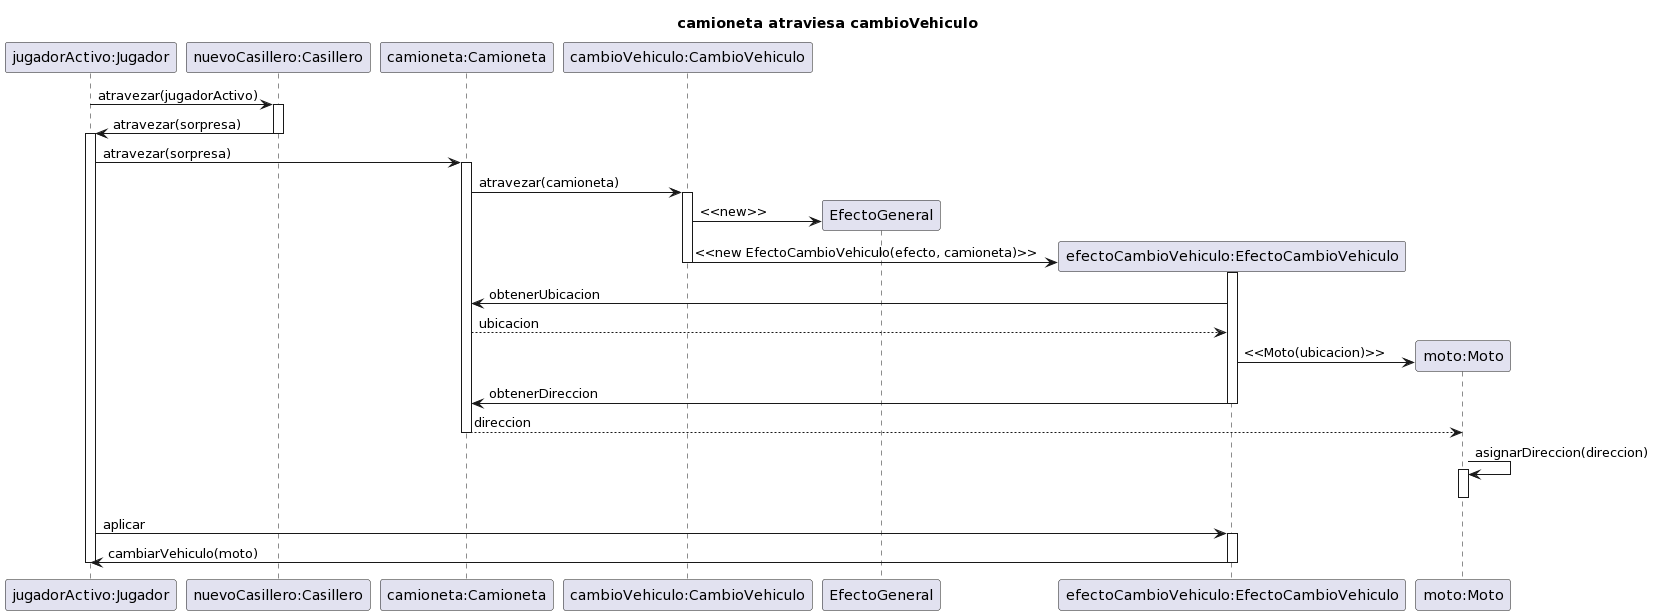 camioneta atraviesa cambioVehiculo
jugadorActivo:Jugador
nuevoCasillero:Casillero
camioneta:Camioneta
cambioVehiculo:CambioVehiculo
atravezar(jugadorActivo)
atravezar(sorpresa)
atravezar(sorpresa)
atravezar(camioneta)
<<new>>
EfectoGeneral
<<new EfectoCambioVehiculo(efecto, camioneta)>>
efectoCambioVehiculo:EfectoCambioVehiculo
obtenerUbicacion
ubicacion
<<Moto(ubicacion)>>
moto:Moto
obtenerDireccion
direccion
asignarDireccion(direccion)
aplicar
cambiarVehiculo(moto)
jugadorActivo:Jugador
nuevoCasillero:Casillero
camioneta:Camioneta
cambioVehiculo:CambioVehiculo
EfectoGeneral
efectoCambioVehiculo:EfectoCambioVehiculo
moto:Moto